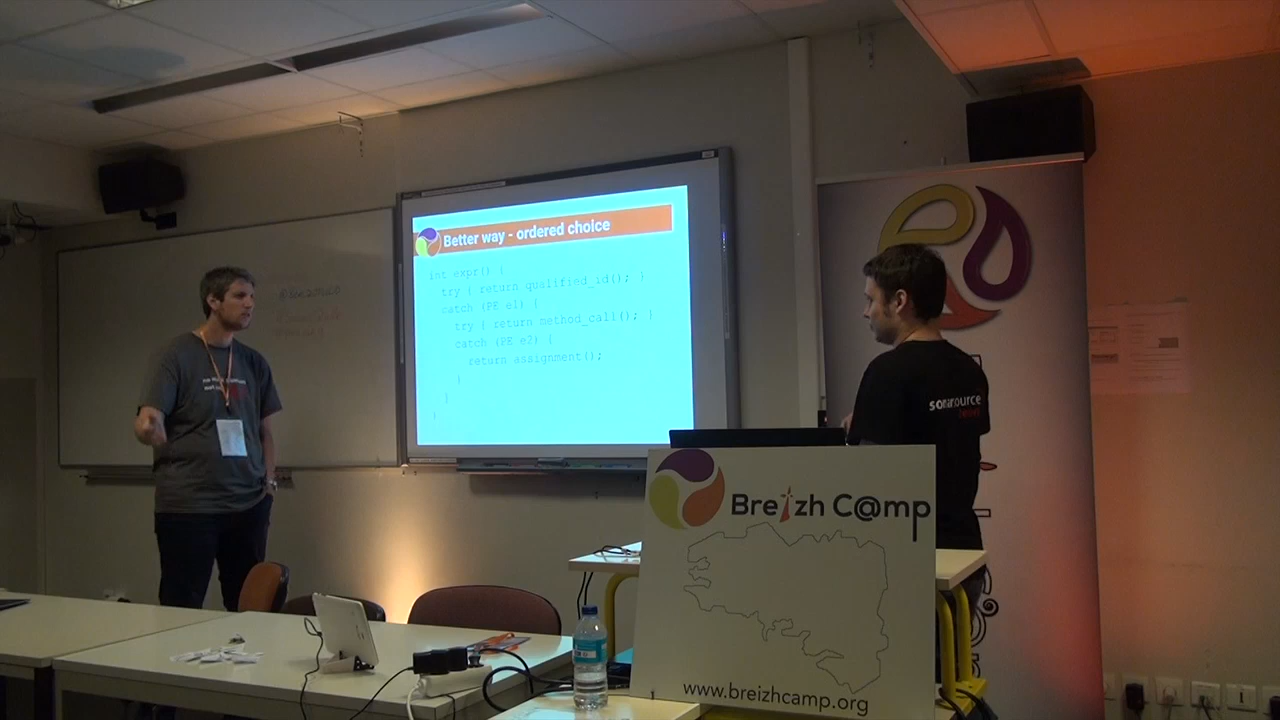 Better way - ordered choice
int expr() {
try { return qualified_id(); }
catch (PE e1) {
try { return method_call(); }
catch (PE e2) {
return assignment();
}
}
}
sonarsource
Breizh C@mp
www.breizhcamp.org